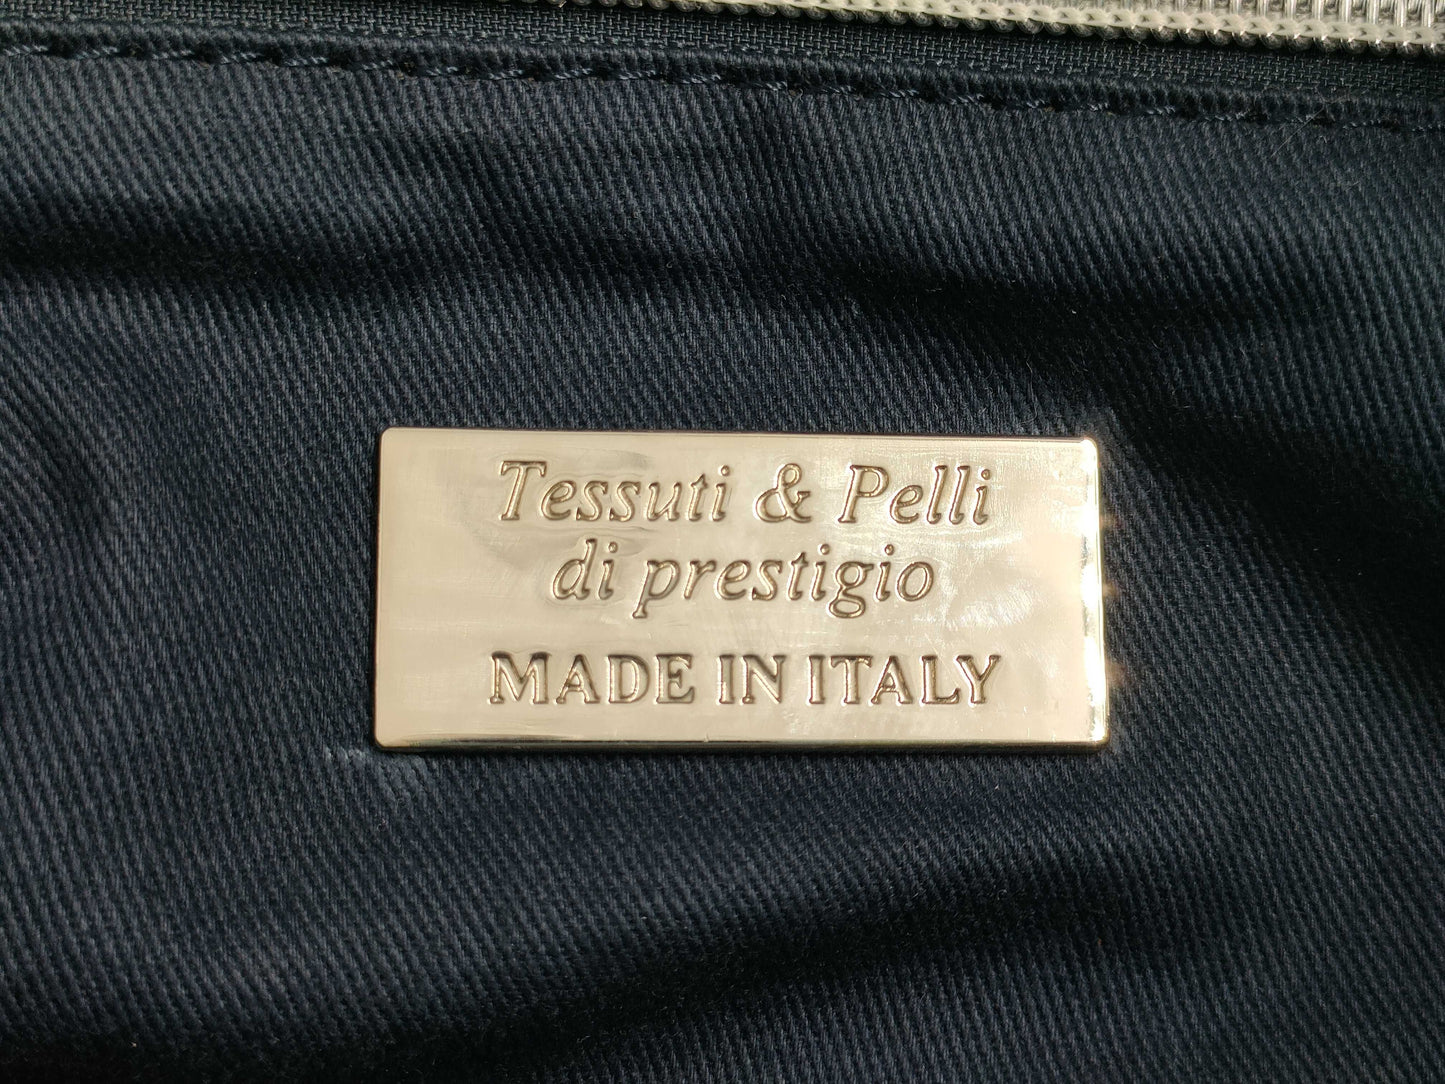 Tessuti & Pelli
di prestigio
MADE IN ITALY